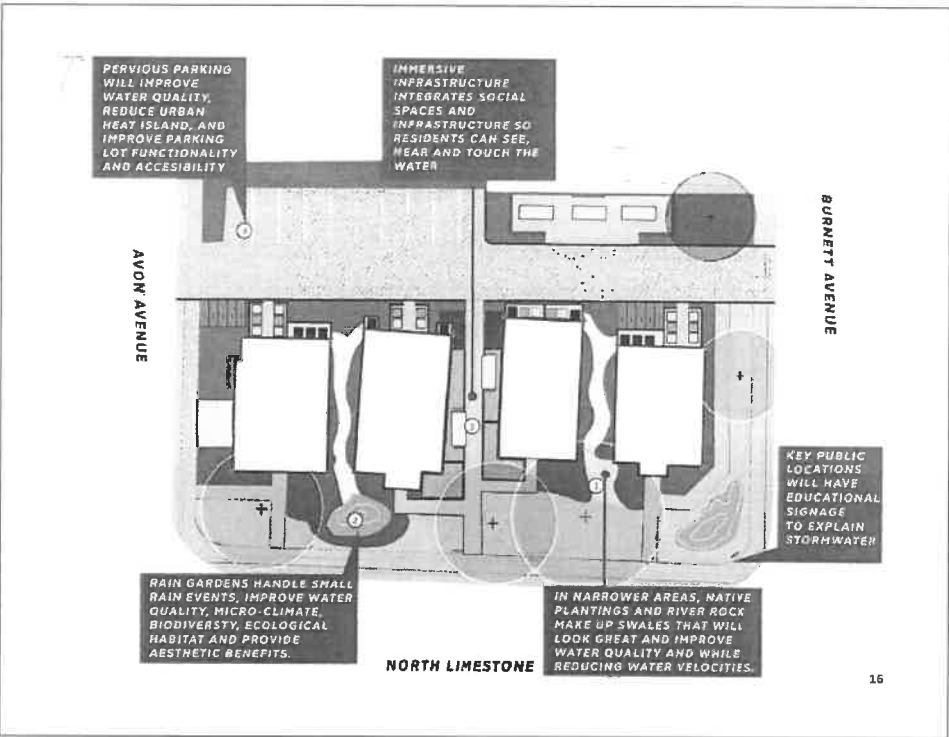 PERVIOUS PARKING
WILL IMPROVE
WATER QUALITY,
REDUCE URBAN
HEAT ISLAND, AND
IMPROVE PARKING
LOT FUNCTIONALITY
AND ACCESIBILITY
IMMERSIVE
INFRASTRUCTURE
INTEGRATES SOCIAL
SPACES AND
INFRASTRUCTURE SO
RESIDENTS CAN SEE,
HEAR AND TOUCH THE
WATER
AVON AVENUE
BURNETT AVENUE
KEY PUBLIC
LOCATIONS
WILL HAVE
EDUCATIONAL
SIGNAGE
TO EXPLAIN
STORMWATER
1
2
RAIN GARDENS HANDLE SMALL
RAIN EVENTS, IMPROVE WATER
QUALITY, MICRO-CLIMATE,
BIODIVERSTY, ECOLOGICAL
HABITAT AND PROVIDE
AESTHETIC BENEFITS.
IN NARROWER AREAS, NATIVE
PLANTINGS AND RIVER ROCK
MAKE UP SWALES THAT WILL
LOOK GREAT AND IMPROVE
WATER QUALITY AND WHILE
REDUCING WATER VELOCITIES.
NORTH LIMESTONE
16